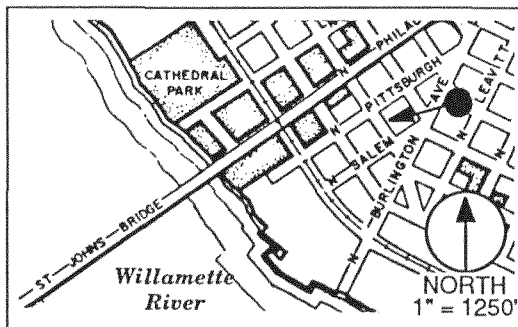 CATHEDRAL
PARK
N PHILA
N PITTSBURGH
AVE
LEAVITT
N SALEM
N BURLINGTON
N
N
ST JOHNS BRIDGE
Willamette
River
NORTH
1" = 1250'